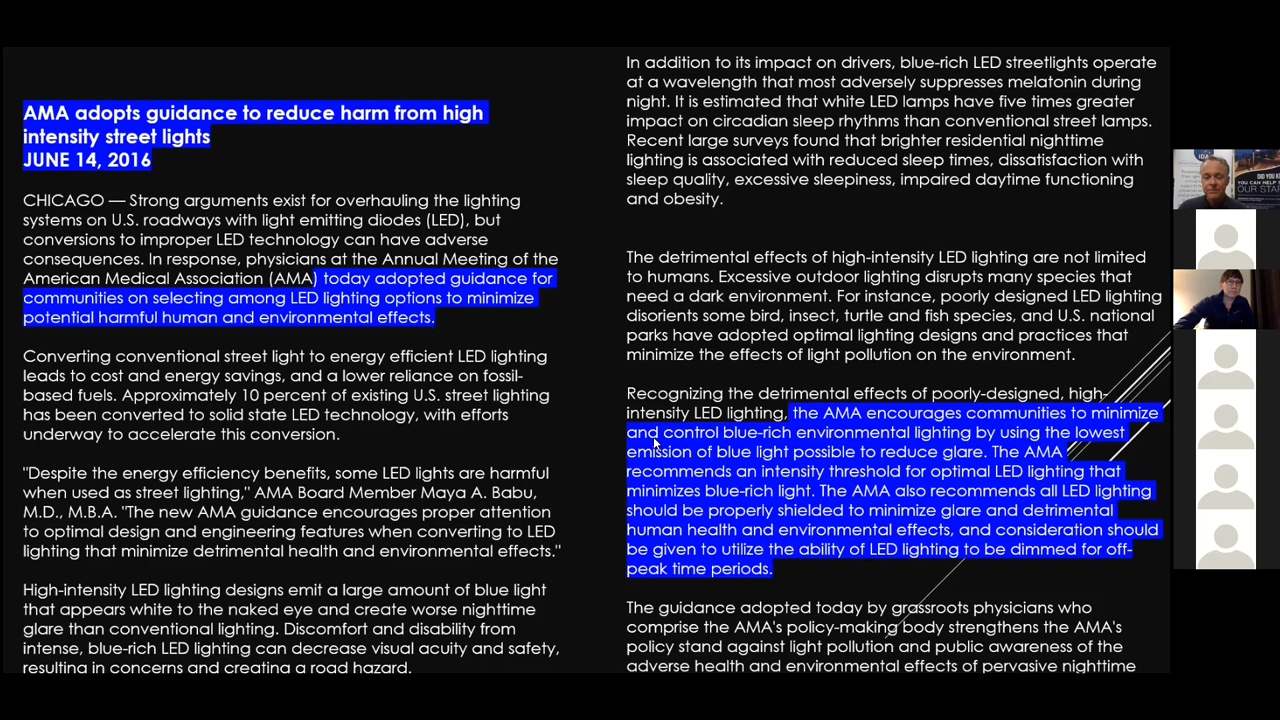 AMA adopts guidance to reduce harm from high
intensity street lights
JUNE 14, 2016
CHICAGO — Strong arguments exist for overhauling the lighting
systems on U.S. roadways with light emitting diodes (LED), but
conversions to improper LED technology can have adverse
consequences. In response, physicians at the Annual Meeting of the
American Medical Association (AMA) today adopted guidance for
communities on selecting among LED lighting options to minimize
potential harmful human and environmental effects.
Converting conventional street light to energy efficient LED lighting
leads to cost and energy savings, and a lower reliance on fossil-
based fuels. Approximately 10 percent of existing U.S. street lighting
has been converted to solid state LED technology, with efforts
underway to accelerate this conversion.
"Despite the energy efficiency benefits, some LED lights are harmful
when used as street lighting," AMA Board Member Maya A. Babu,
M.D., M.B.A. "The new AMA guidance encourages proper attention
to optimal design and engineering features when converting to LED
lighting that minimize detrimental health and environmental effects."
High-intensity LED lighting designs emit a large amount of blue light
that appears white to the naked eye and create worse nighttime
glare than conventional lighting. Discomfort and disability from
intense, blue-rich LED lighting can decrease visual acuity and safety,
resulting in concerns and creating a road hazard.
In addition to its impact on drivers, blue-rich LED streetlights operate
at a wavelength that most adversely suppresses melatonin during
night. It is estimated that white LED lamps have five times greater
impact on circadian sleep rhythms than conventional street lamps.
Recent large surveys found that brighter residential nighttime
lighting is associated with reduced sleep times, dissatisfaction with
sleep quality, excessive sleepiness, impaired daytime functioning
and obesity.
The detrimental effects of high-intensity LED lighting are not limited
to humans. Excessive outdoor lighting disrupts many species that
need a dark environment. For instance, poorly designed LED lighting
disorients some bird, insect, turtle and fish species, and U.S. national
parks have adopted optimal lighting designs and practices that
minimize the effects of light pollution on the environment.
Recognizing the detrimental effects of poorly-designed, high-
intensity LED lighting, the AMA encourages communities to minimize
and control blue-rich environmental lighting by using the lowest
emission of blue light possible to reduce glare. The AMA
recommends an intensity threshold for optimal LED lighting that
minimizes blue-rich light. The AMA also recommends all LED lighting
should be properly shielded to minimize glare and detrimental
human health and environmental effects, and consideration should
be given to utilize the ability of LED lighting to be dimmed for off-
peak time periods.
The guidance adopted today by grassroots physicians who
comprise the AMA's policy-making body strengthens the AMA's
policy stand against light pollution and public awareness of the
adverse health and environmental effects of pervasive nighttime